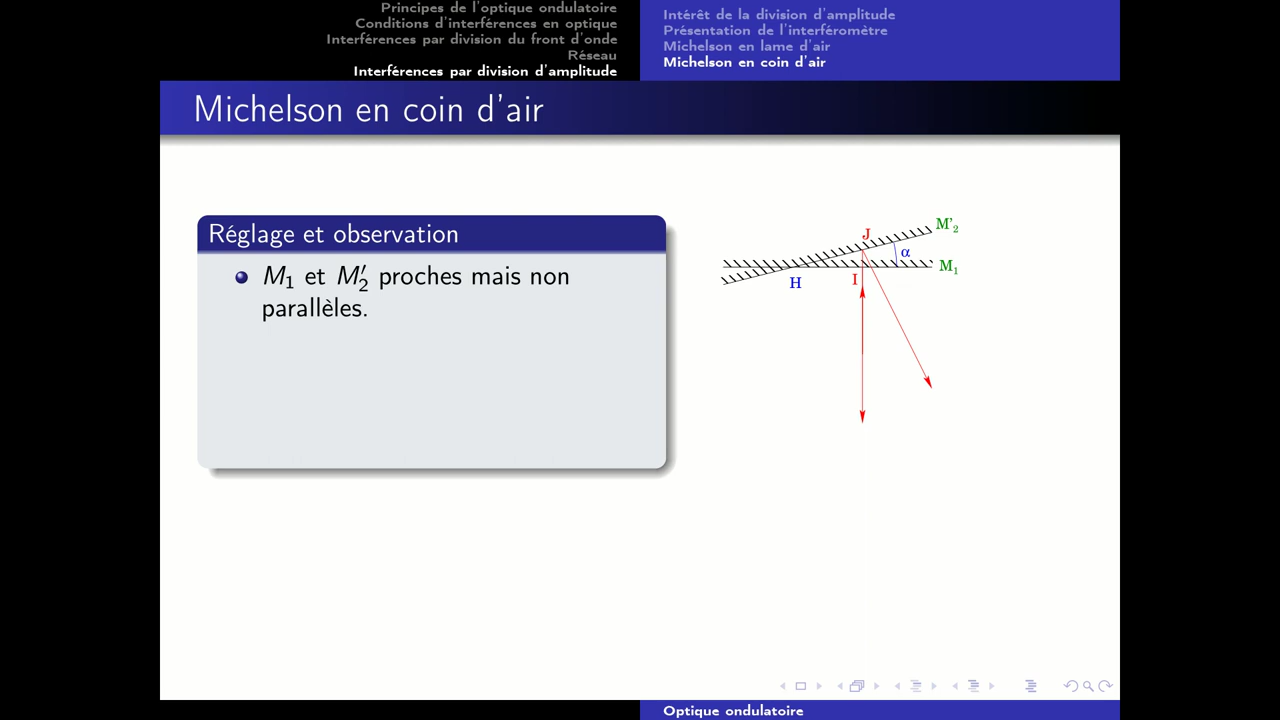 Principes de l'optique ondulatoire
Conditions d'interférences en optique
Interférences par division du front d'onde
Réseau
Interférences par division d'amplitude
Intérêt de la division d'amplitude
Présentation de l'interféromètre
Michelson en lame d'air
Michelson en coin d'air
Michelson en coin d'air
Réglage et observation
M₁ et M′₂ proches mais non
parallèles.
M'₂
J
α
M₁
I
H
Optique ondulatoire